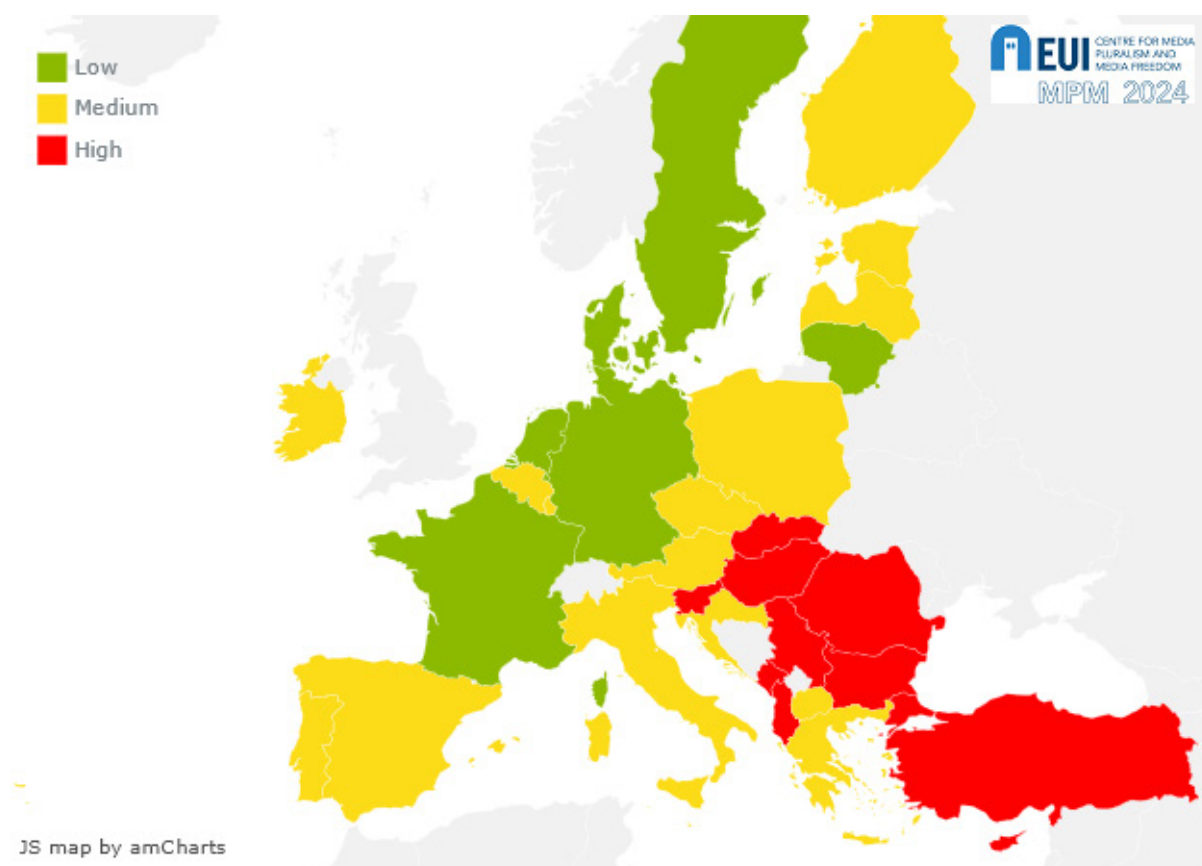 Low
Medium
High
EUI
CENTRE FOR MEDIA
PLURALISM AND
MEDIA FREEDOM
MPM 2024
JS map by amCharts